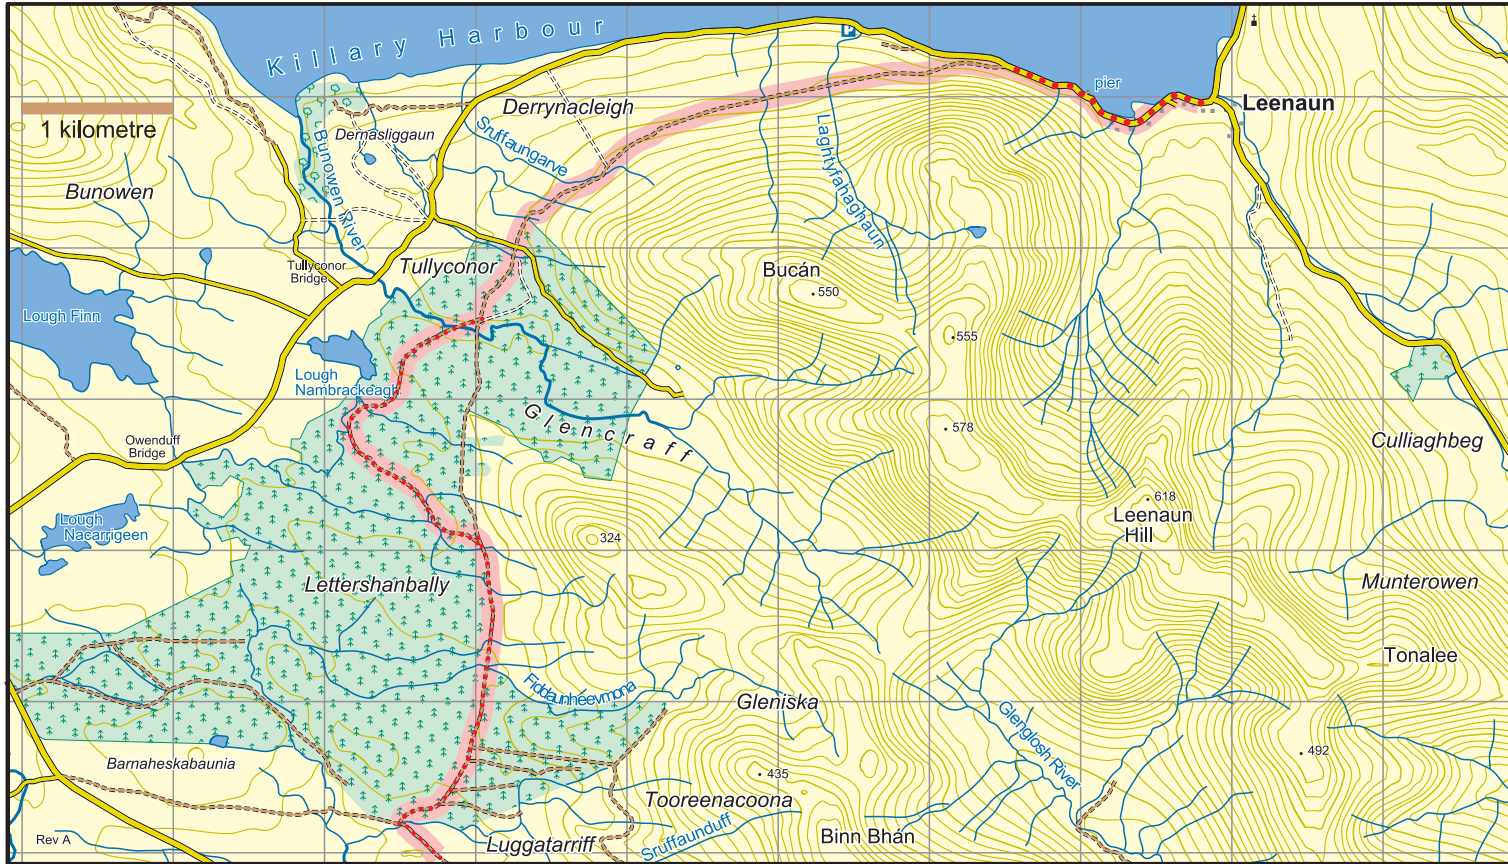 Killary Harbour
P
pier
Leenaun
1 kilometre
Derrynacleigh
Dernasliggaun
Sruffaungarve
Bunowen River
Laghtyfahaghaun
Bunowen
Tullyconor
Bridge
Tullyconor
Bucán
550
Lough Finn
555
Lough
Nambrackeagh
Glencraff
578
Owenduff
Bridge
Culliaghbeg
618
Leenaun
Hill
Lough
Nacarrigeen
324
Lettershanbally
Munterowen
Tonalee
Fiddaunheevmona
Gleniska
Glenglosh River
492
Barnaheskabaunia
435
Tooreenacoona
Rev A
Luggatarriff
Sruffaunduff
Binn Bhán